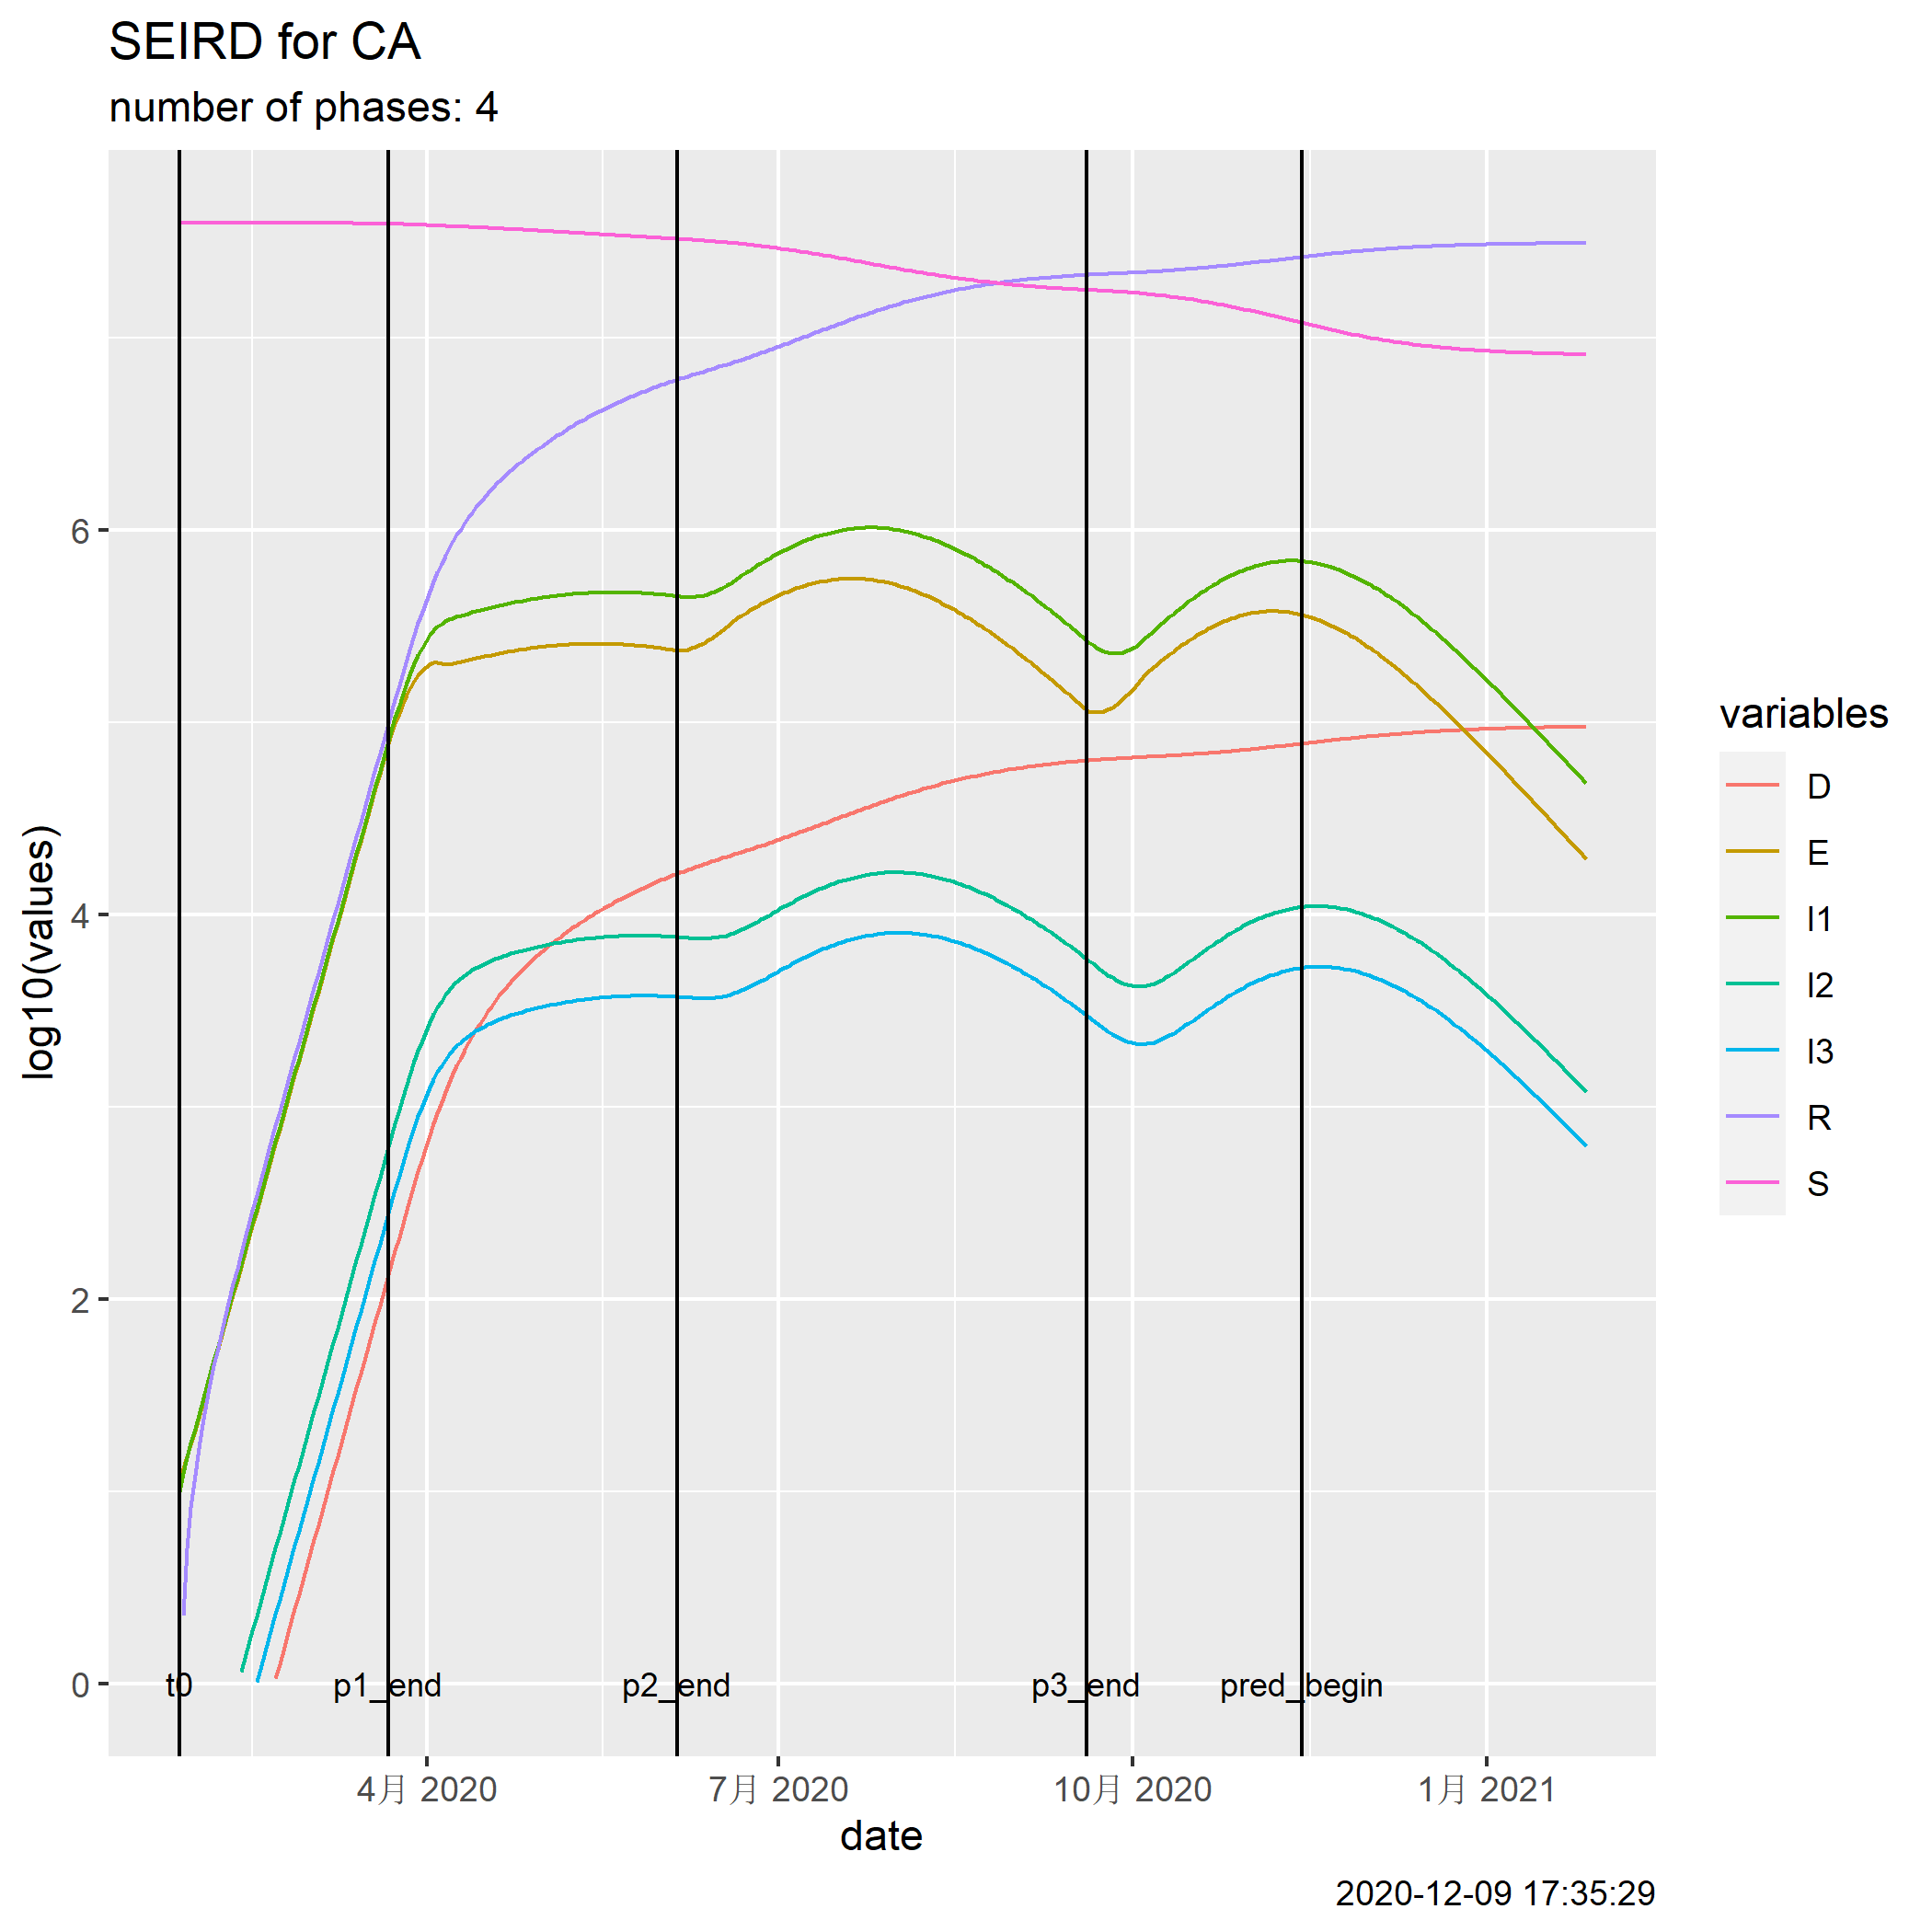 SEIRD for CA
number of phases: 4
log10(values)
6
4
2
0
t0
p1_end
p2_end
p3_end
pred_begin
4月 2020
7月 2020
10月 2020
1月 2021
date
variables
D
E
I1
I2
I3
R
S
2020-12-09 17:35:29